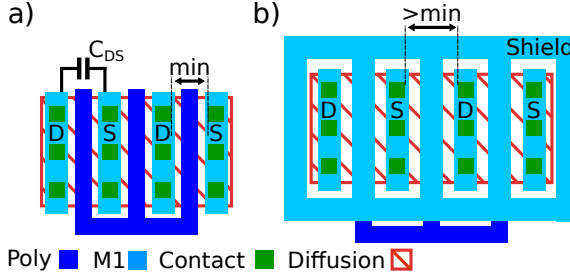 a)
C_DS
min
D S D S
b)
>min
Shield
D S D S
Poly M1 Contact Diffusion